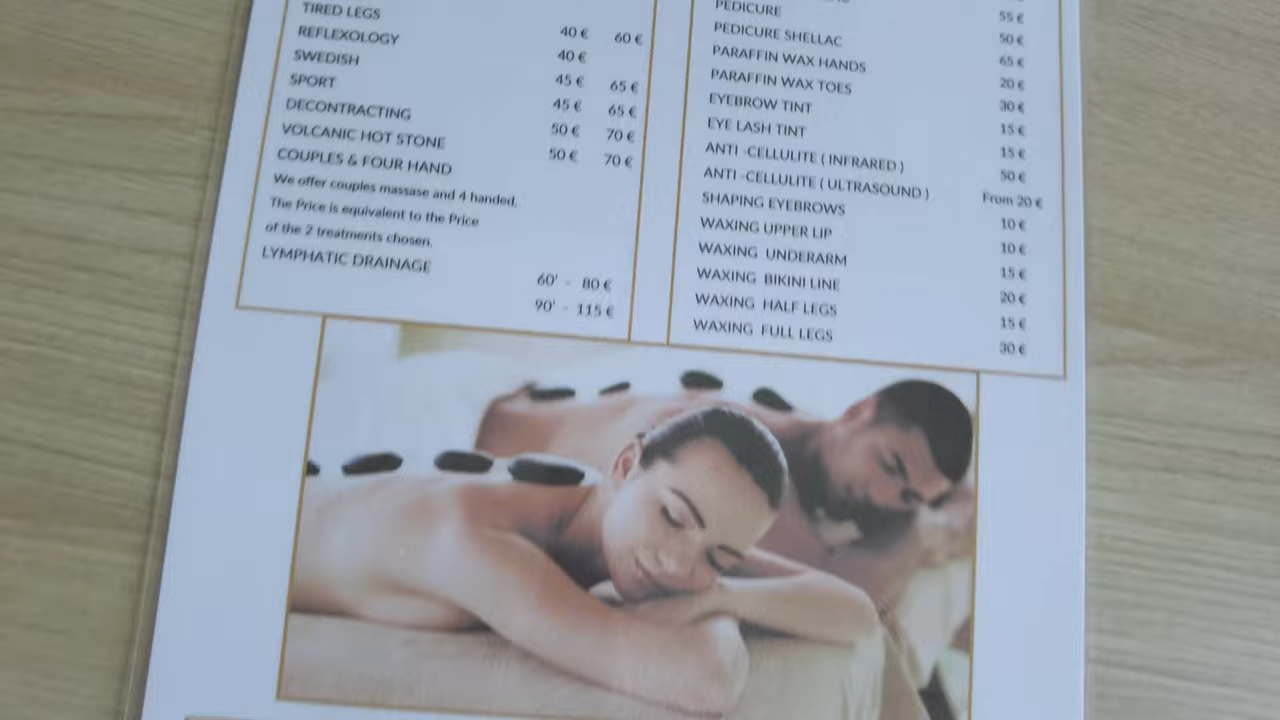 TIRED LEGS 40 € 60 €
REFLEXOLOGY 40 €
SWEDISH 45 € 65 €
SPORT 45 € 65 €
DECONTRACTING 50 € 70 €
VOLCANIC HOT STONE 50 € 70 €
COUPLES & FOUR HAND
We offer couples massase and 4 handed.
The Price is equivalent to the Price
of the 2 treatments chosen.
LYMPHATIC DRAINAGE
60' - 80 €
90' - 115 €
55 €
PEDICURE 50 €
PEDICURE SHELLAC 65 €
PARAFFIN WAX HANDS 20 €
PARAFFIN WAX TOES 30 €
EYEBROW TINT 15 €
EYE LASH TINT 15 €
ANTI -CELLULITE ( INFRARED ) 50 €
ANTI -CELLULITE ( ULTRASOUND ) From 20 €
SHAPING EYEBROWS 10 €
WAXING UPPER LIP 10 €
WAXING UNDERARM 15 €
WAXING BIKINI LINE 20 €
WAXING HALF LEGS 15 €
WAXING FULL LEGS 30 €